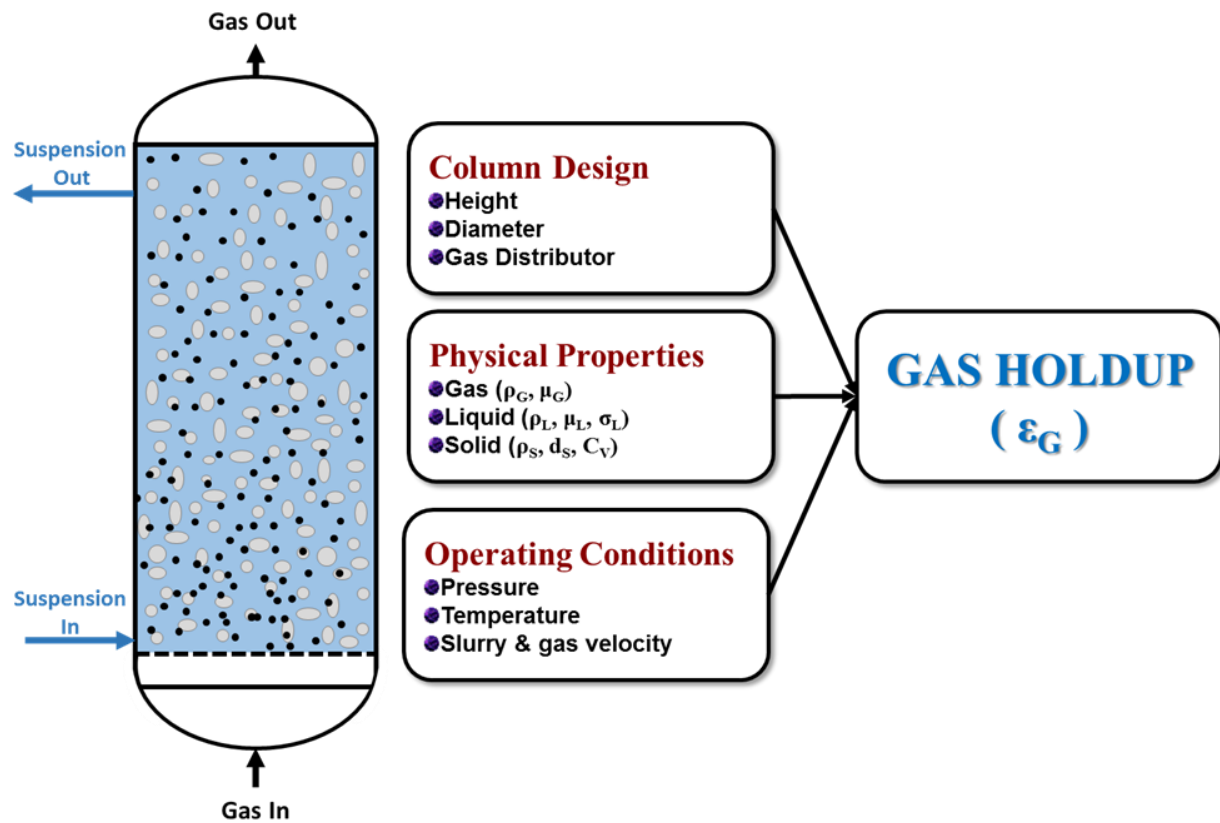 Gas Out
Suspension
Out
Suspension
In
Gas In
Column Design
Height
Diameter
Gas Distributor
Physical Properties
Gas (ρG, μG)
Liquid (ρL, μL, σL)
Solid (ρS, dS, CV)
Operating Conditions
Pressure
Temperature
Slurry & gas velocity
GAS HOLDUP
( εG )